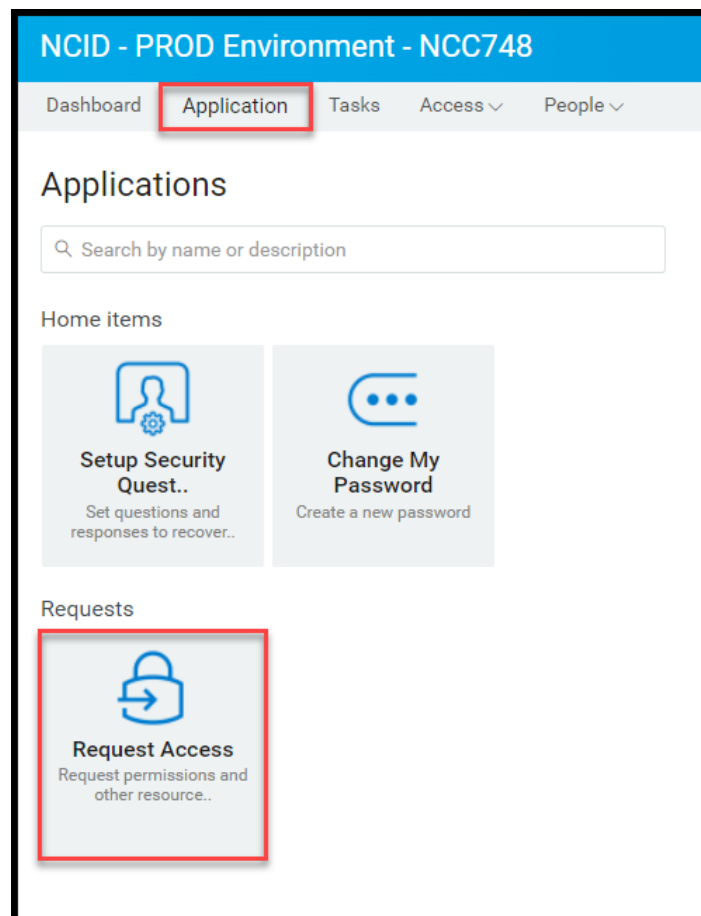 NCID - PROD Environment - NCC748
Dashboard Application Tasks Access People
Applications
Search by name or description
Home items
Setup Security
Quest..
Set questions and
responses to recover..
Change My
Password
Create a new password
Requests
Request Access
Request permissions and
other resource..